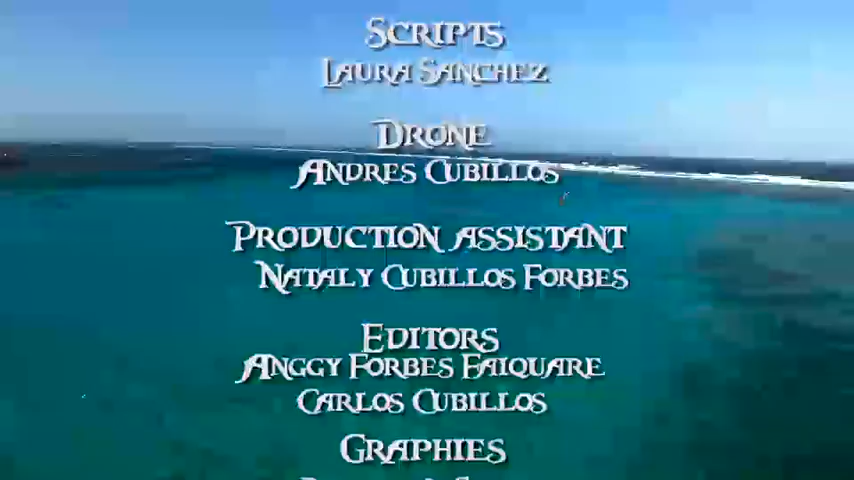 Scripts
Laura Sanchez
Drone
Andres Cubillos
Production assistant
Nataly Cubillos Forbes
Editors
Anggy Forbes Faiquare
Carlos Cubillos
Graphies